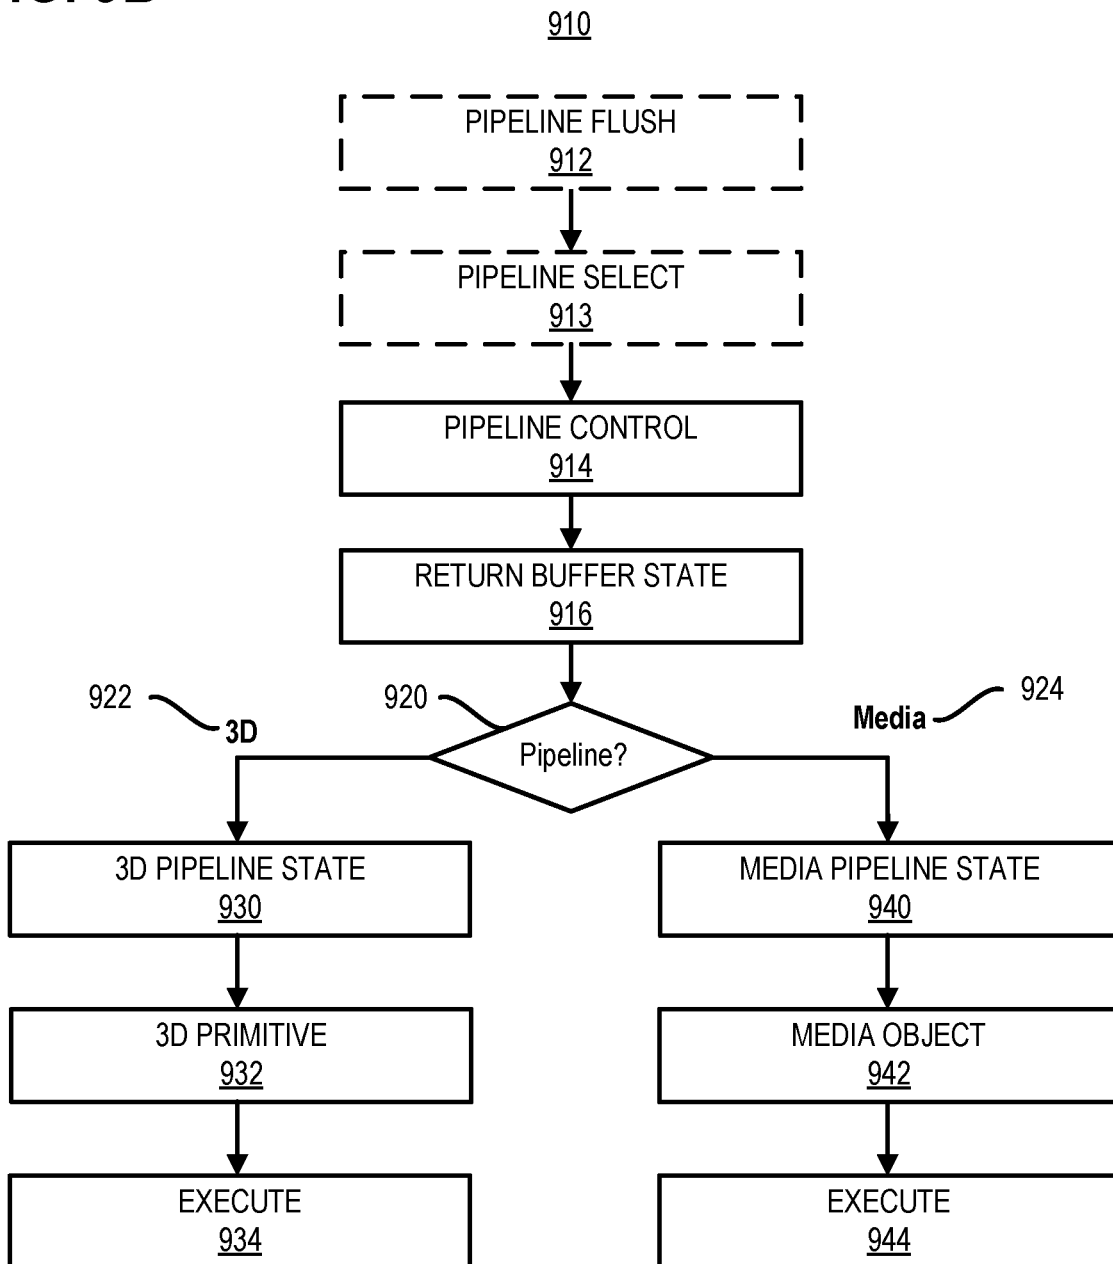 910
PIPELINE FLUSH
912
PIPELINE SELECT
913
PIPELINE CONTROL
914
RETURN BUFFER STATE
916
922
3D
920
Pipeline?
Media
924
3D PIPELINE STATE
930
MEDIA PIPELINE STATE
940
3D PRIMITIVE
932
MEDIA OBJECT
942
EXECUTE
934
EXECUTE
944